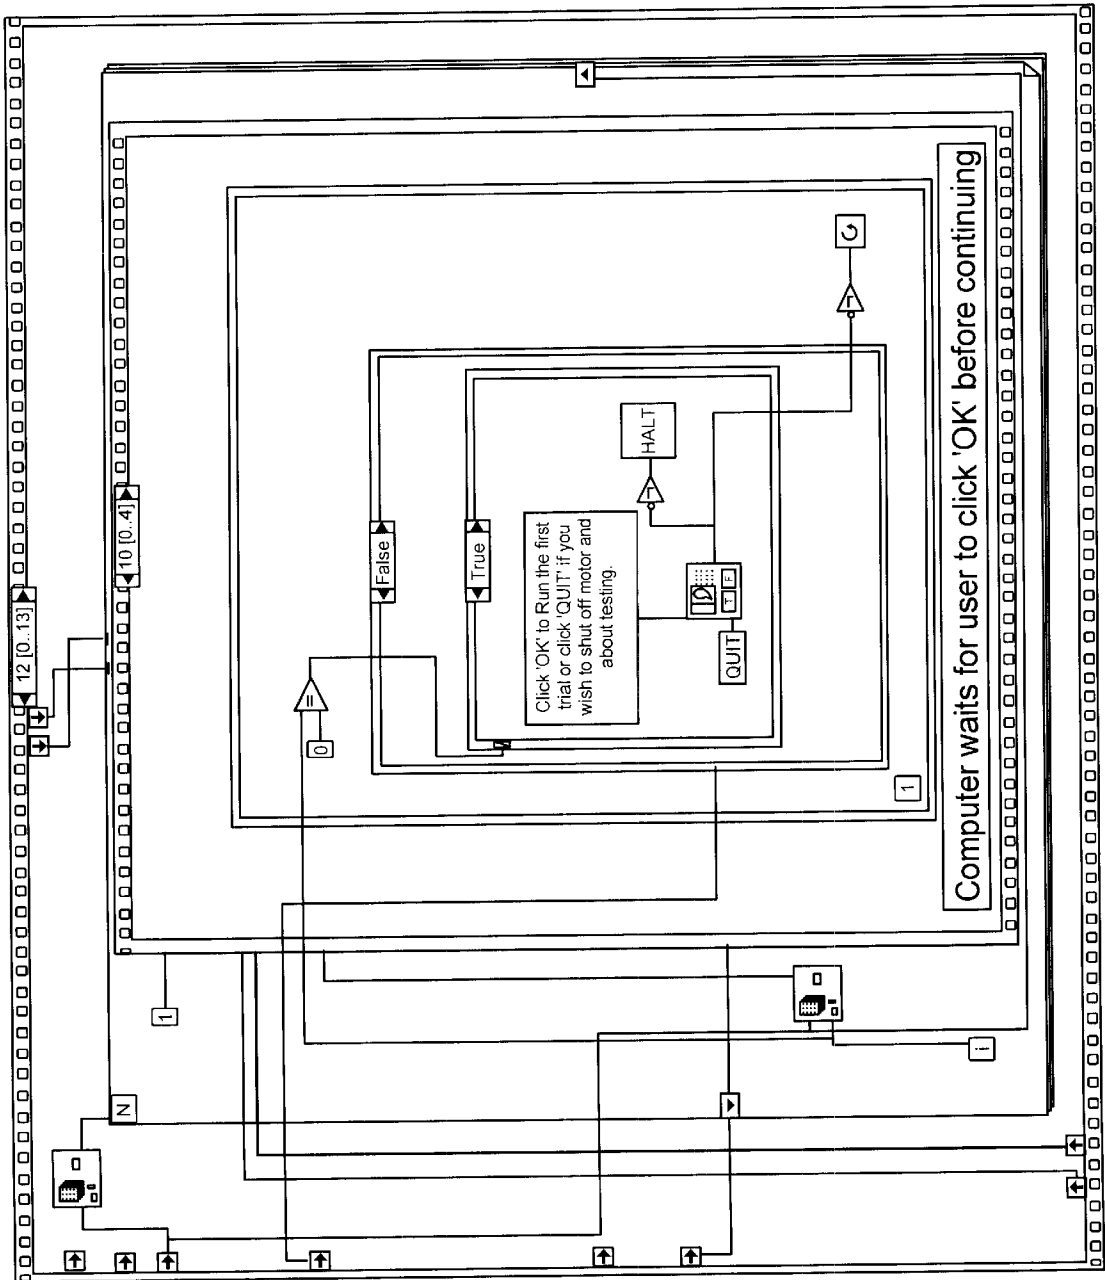 12 [0..13]
10 [0..4]
False
True
Click 'OK' to Run the first
trial or click 'QUIT' if you
wish to shut off motor and
about testing.
HALT
QUIT
T F
=
0
1
1
N
i
Computer waits for user to click 'OK' before continuing